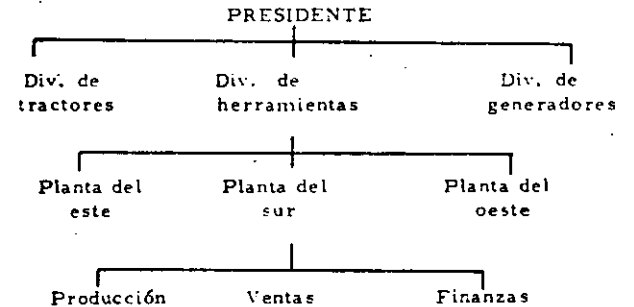 PRESIDENTE
Div. de Div. de Div. de
tractores herramientas generadores
Planta del Planta del Planta del
este sur oeste
Producción Ventas Finanzas